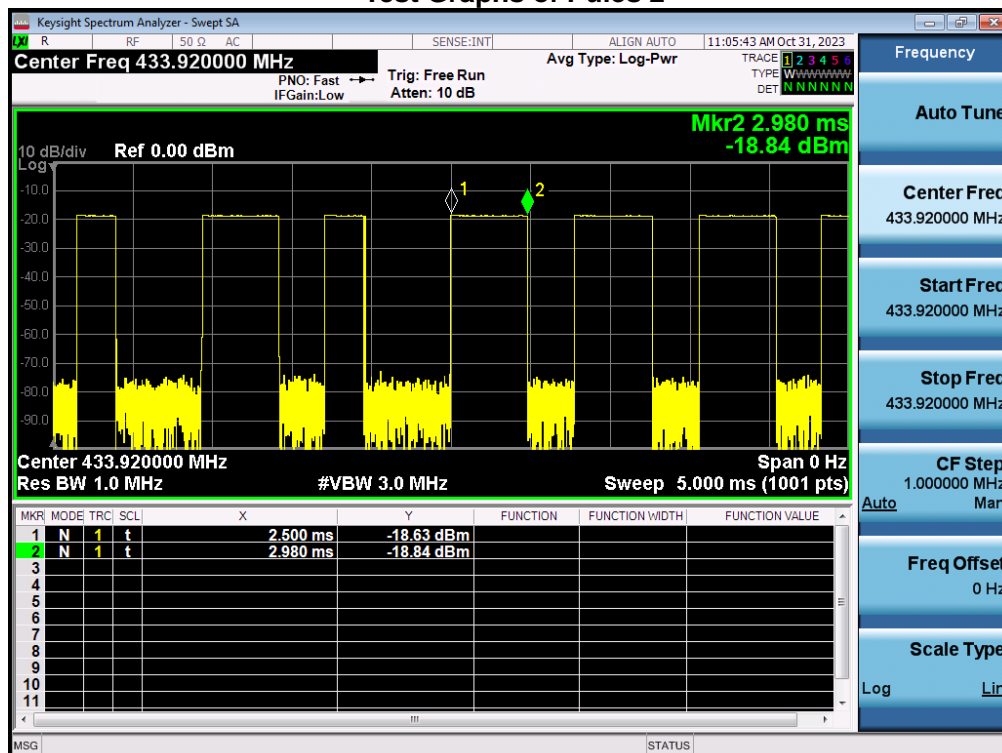 Keysight Spectrum Analyzer - Swept SA
LXI R RF 50 Ω AC SENSE:INT ALIGN AUTO 11:05:43 AM Oct 31, 2023
Center Freq 433.920000 MHz Avg Type: Log-Pwr TRACE 1 2 3 4 5 6
PNO: Fast Trig: Free Run TYPE WWWWWW
IFGain:Low Atten: 10 dB DET N N N N N N
Mkr2 2.980 ms
10 dB/div Ref 0.00 dBm -18.84 dBm
Log
1 2
-10.0
-20.0
-30.0
-40.0
-50.0
-60.0
-70.0
-80.0
-90.0
Center 433.920000 MHz Span 0 Hz
Res BW 1.0 MHz #VBW 3.0 MHz Sweep 5.000 ms (1001 pts)
MKR MODE TRC SCL X Y FUNCTION FUNCTION WIDTH FUNCTION VALUE
1 N 1 t 2.500 ms -18.63 dBm
2 N 1 t 2.980 ms -18.84 dBm
3
4
5
6
7
8
9
10
11
MSG STATUS
Frequency
Auto Tune
Center Freq
433.920000 MHz
Start Freq
433.920000 MHz
Stop Freq
433.920000 MHz
CF Step
1.000000 MHz
Auto Man
Freq Offset
0 Hz
Scale Type
Log Lin